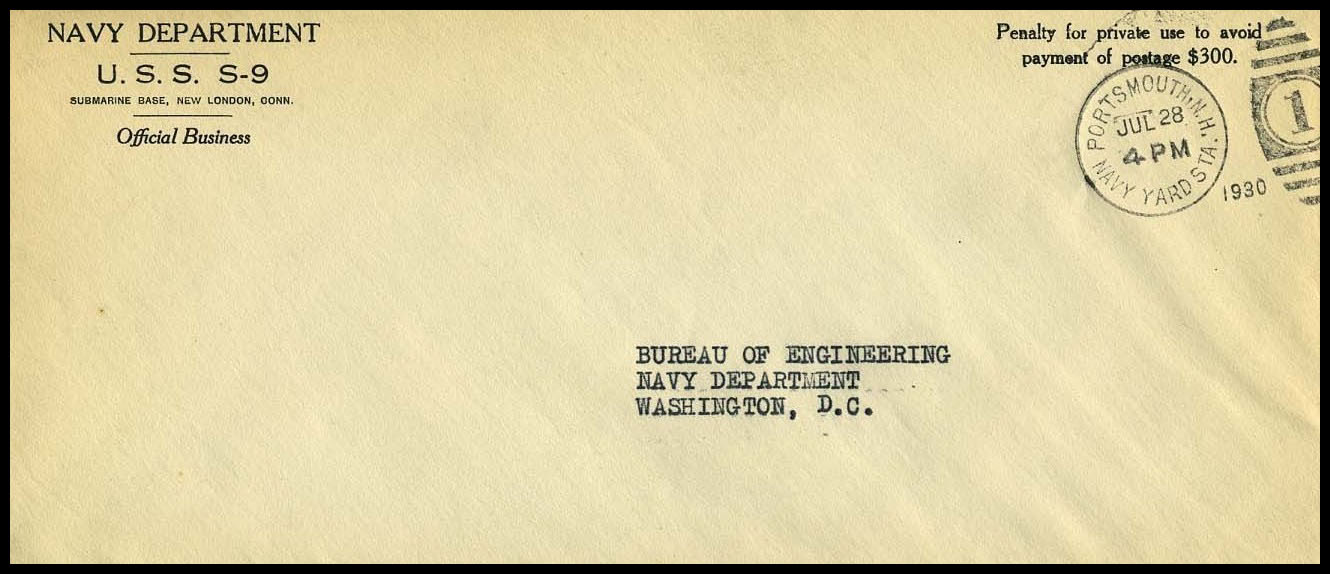 NAVY DEPARTMENT
U. S. S. S-9
SUBMARINE BASE, NEW LONDON, CONN.
Official Business
Penalty for private use to avoid
payment of postage $300.
PORTSMOUTH, N.H.
JUL 28
4 PM
NAVY YARD STA.
1930
1
BUREAU OF ENGINEERING
NAVY DEPARTMENT
WASHINGTON, D.C.